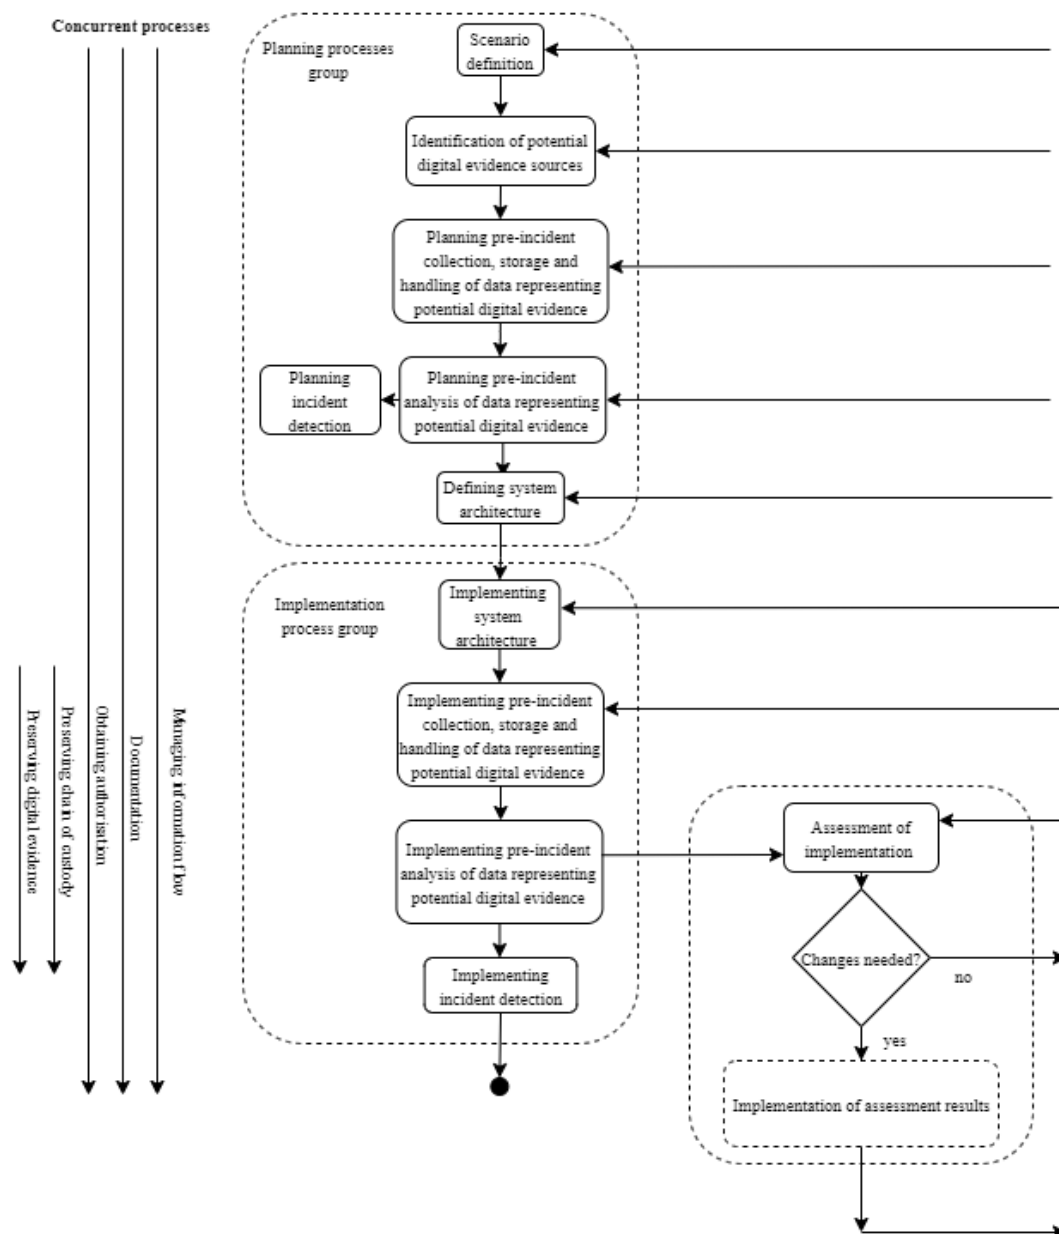 Concurrent processes
Planning processes
group
Scenario
definition
Identification of potential
digital evidence sources
Planning pre-incident
collection, storage and
handling of data representing
potential digital evidence
Planning
incident
detection
Planning pre-incident
analysis of data representing
potential digital evidence
Defining system
architecture
Implementation
process group
Implementing
system
architecture
Implementing pre-incident
collection, storage and
handling of data representing
potential digital evidence
Implementing pre-incident
analysis of data representing
potential digital evidence
Implementing
incident detection
Preserving digital evidence
Preserving chain of custody
Obtaining authorisation
Documentation
Managing information flow
Assessment of
implementation
Changes needed?
no
yes
Implementation of assessment results